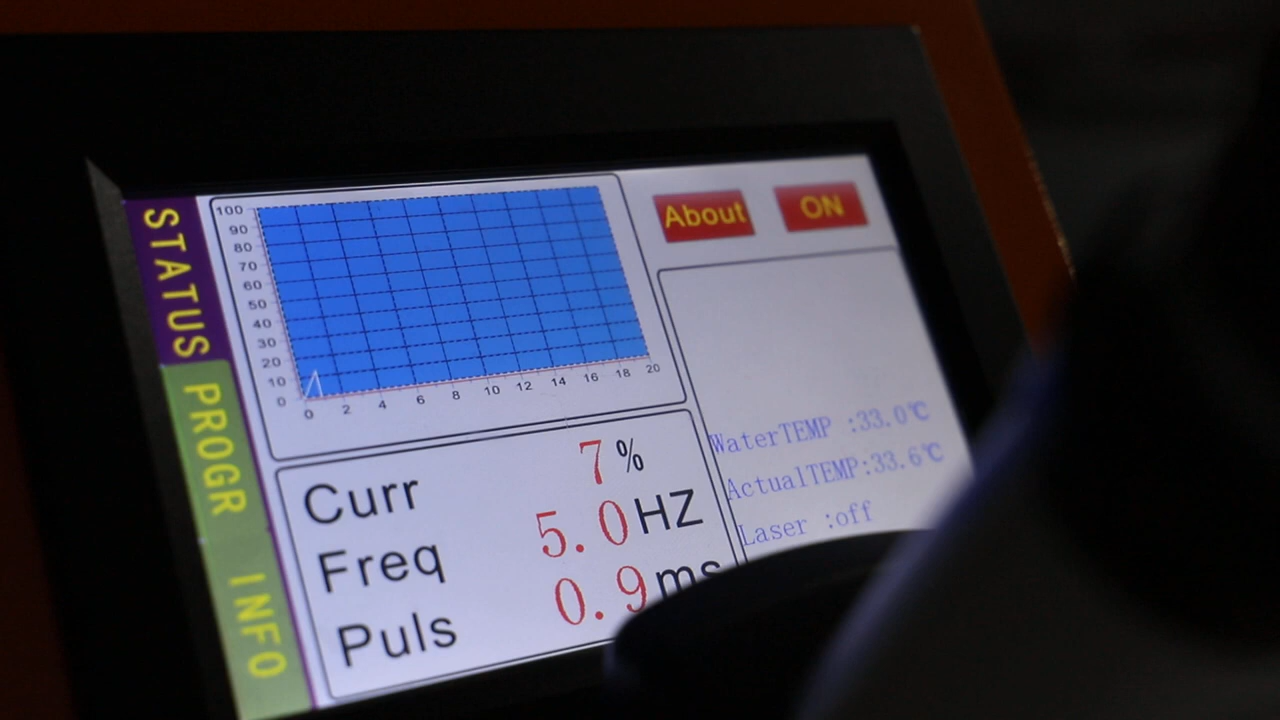 STATUS
PROGR
INFO
100
90
80
70
60
50
40
30
20
10
0
0 2 4 6 8 10 12 14 16 18 20
About
ON
Curr 7 %
Freq 5.0 HZ
Puls 0.9 ms
WaterTEMP :33.0℃
ActualTEMP:33.6℃
Laser :off